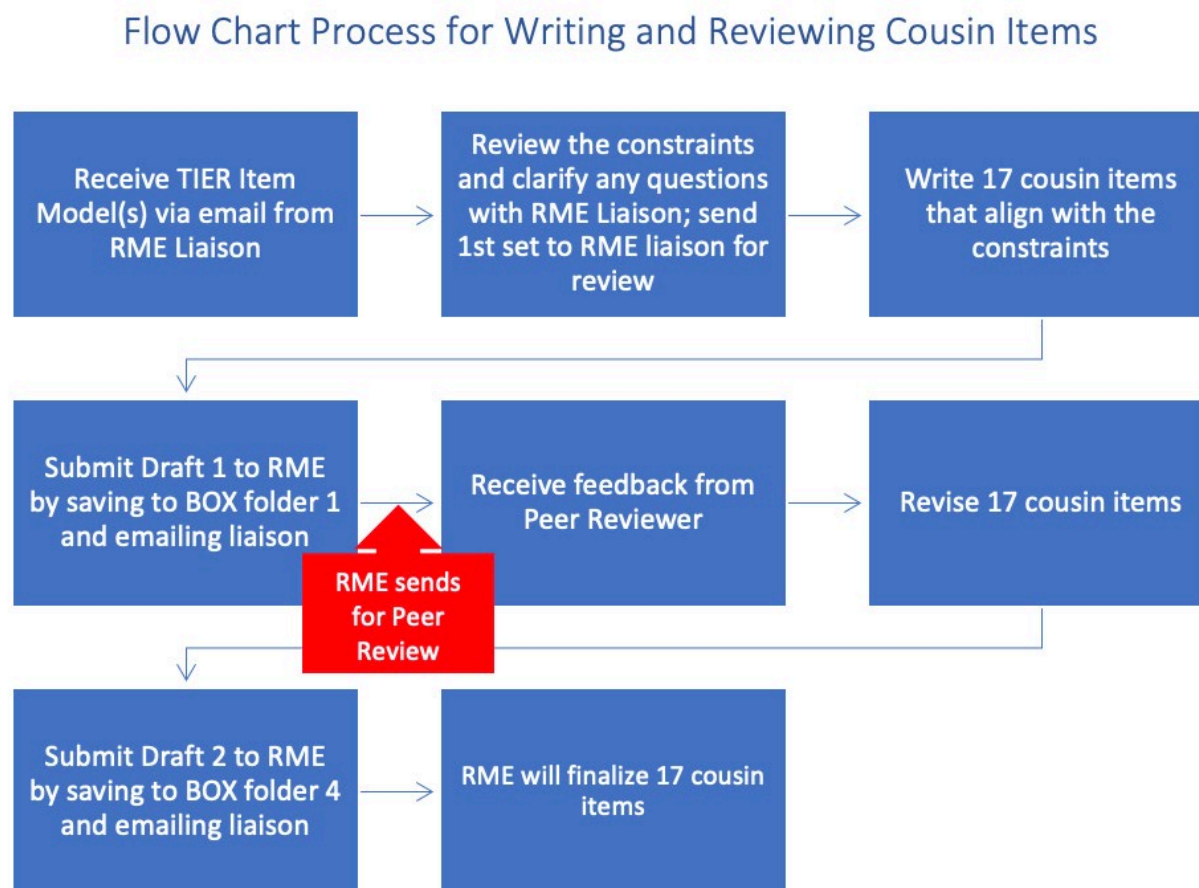 Flow Chart Process for Writing and Reviewing Cousin Items
Receive TIER Item
Model(s) via email from
RME Liaison
Review the constraints
and clarify any questions
with RME Liaison; send
1st set to RME liaison for
review
Write 17 cousin items
that align with the
constraints
Submit Draft 1 to RME
by saving to BOX folder 1
and emailing liaison
RME sends
for Peer
Review
Receive feedback from
Peer Reviewer
Revise 17 cousin items
Submit Draft 2 to RME
by saving to BOX folder 4
and emailing liaison
RME will finalize 17 cousin
items